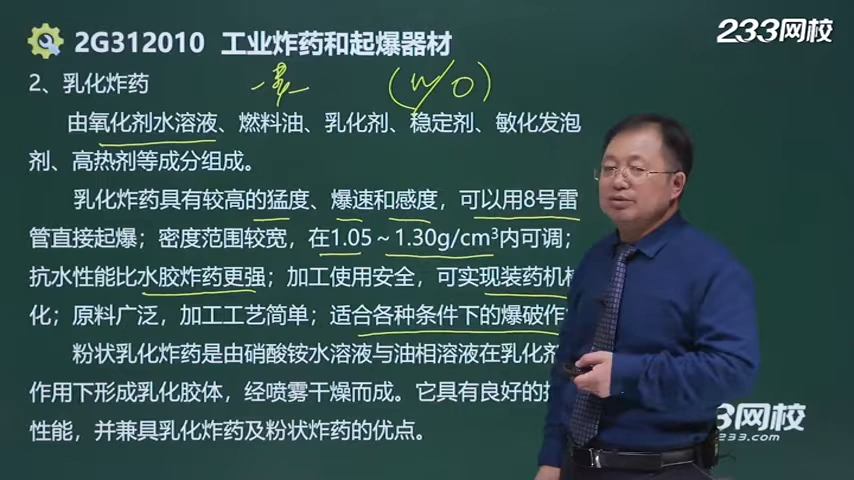 2G312010 工业炸药和起爆器材
233网校
2、乳化炸药
(W/O)
由氧化剂水溶液、燃料油、乳化剂、稳定剂、敏化发泡
剂、高热剂等成分组成。
乳化炸药具有较高的猛度、爆速和感度，可以用8号雷
管直接起爆；密度范围较宽，在1.05～1.30g/cm³内可调；
抗水性能比水胶炸药更强；加工使用安全，可实现装药机
化；原料广泛，加工工艺简单；适合各种条件下的爆破作
粉状乳化炸药是由硝酸铵水溶液与油相溶液在乳化剂
作用下形成乳化胶体，经喷雾干燥而成。它具有良好的
性能，并兼具乳化炸药及粉状炸药的优点。
3网校
233.com